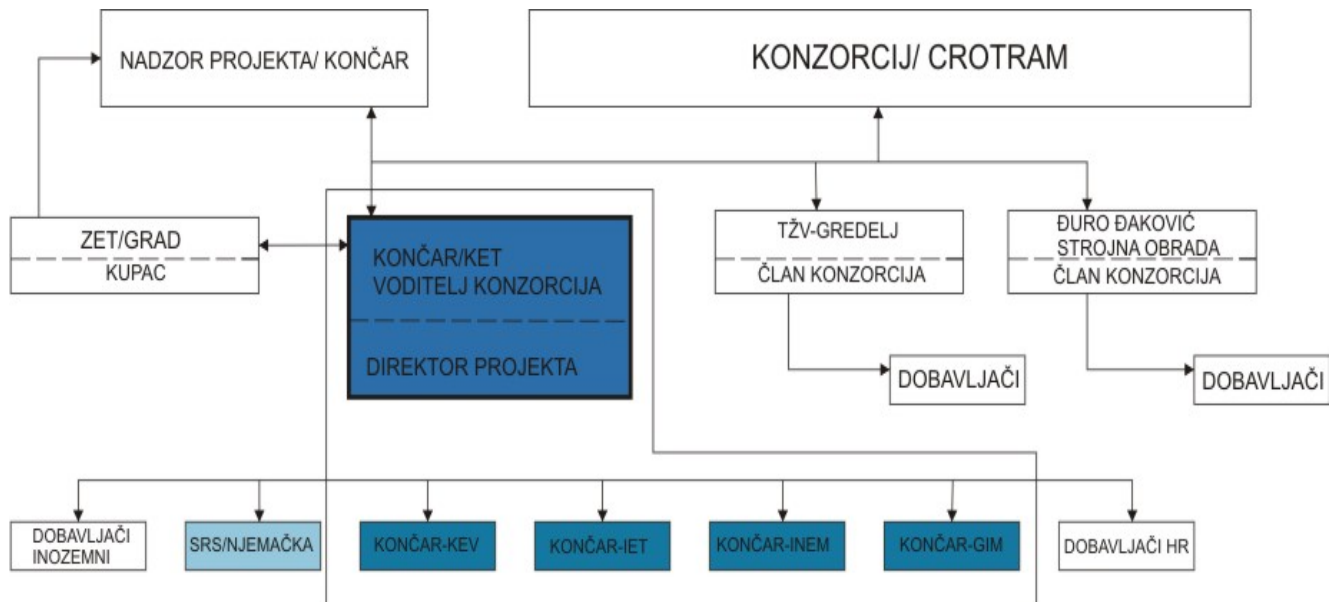 NADZOR PROJEKTA/ KONČAR
KONZORCIJ/ CROTRAM
ZET/GRAD
KUPAC
KONČAR/KET
VODITELJ KONZORCIJA
DIREKTOR PROJEKTA
TŽV-GREDELJ
ČLAN KONZORCIJA
ĐURO ĐAKOVIĆ
STROJNA OBRADA
ČLAN KONZORCIJA
DOBAVLJAČI
DOBAVLJAČI
DOBAVLJAČI
INOZEMNI
SRS/NJEMAČKA
KONČAR-KEV
KONČAR-IET
KONČAR-INEM
KONČAR-GIM
DOBAVLJAČI HR